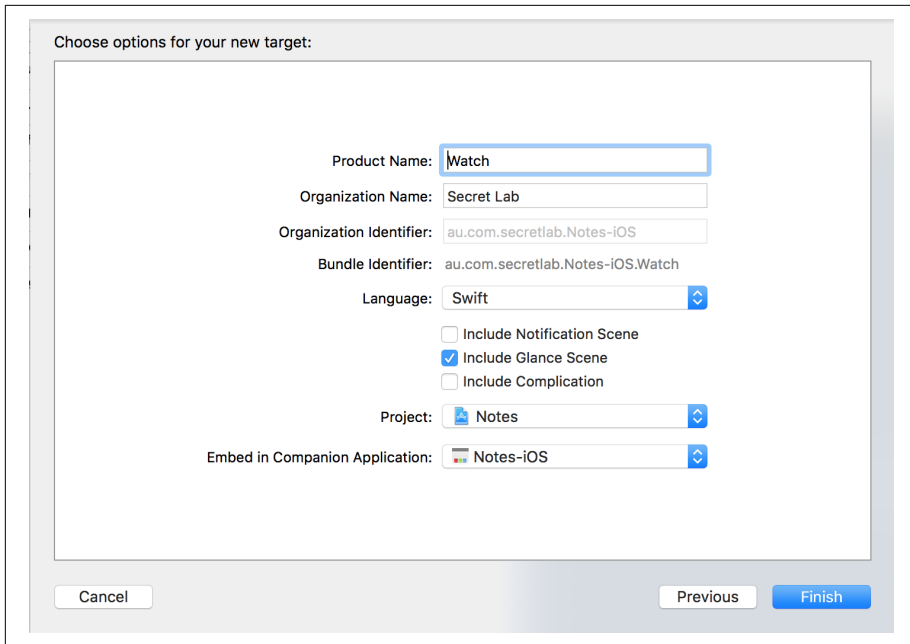 Choose options for your new target:
Product Name: Watch
Organization Name: Secret Lab
Organization Identifier: au.com.secretlab.Notes-iOS
Bundle Identifier: au.com.secretlab.Notes-iOS.Watch
Language: Swift
Include Notification Scene
Include Glance Scene
Include Complication
Project: Notes
Embed in Companion Application: Notes-iOS
Cancel Previous Finish